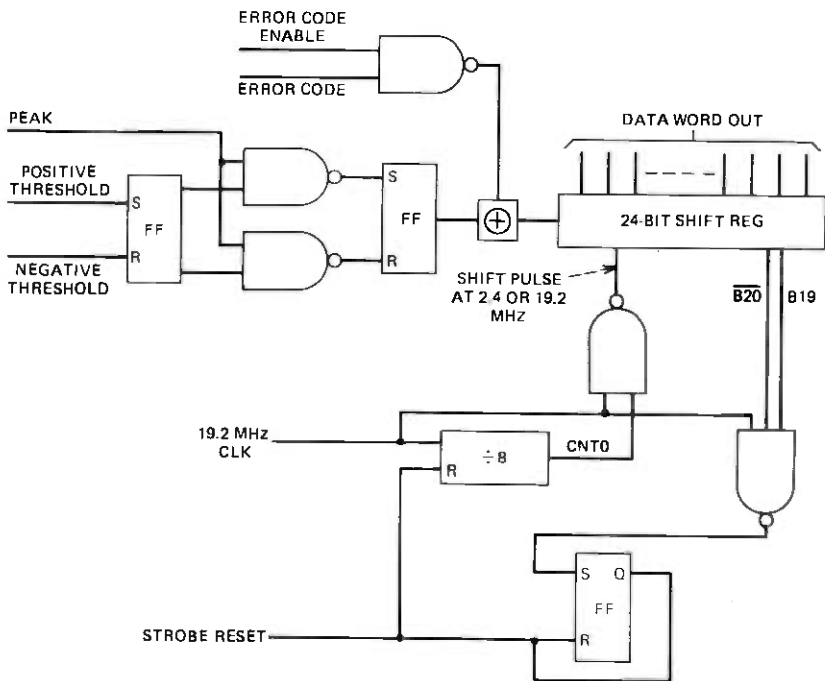 ERROR CODE
ENABLE
ERROR CODE
PEAK
DATA WORD OUT
POSITIVE
THRESHOLD
S
FF
R
NEGATIVE
THRESHOLD
S
FF
R
24-BIT SHIFT REG
SHIFT PULSE
AT 2.4 OR 19.2
MHz
B20
B19
19.2 MHz
CLK
R
÷8
CNT0
S
Q
FF
R
STROBE RESET